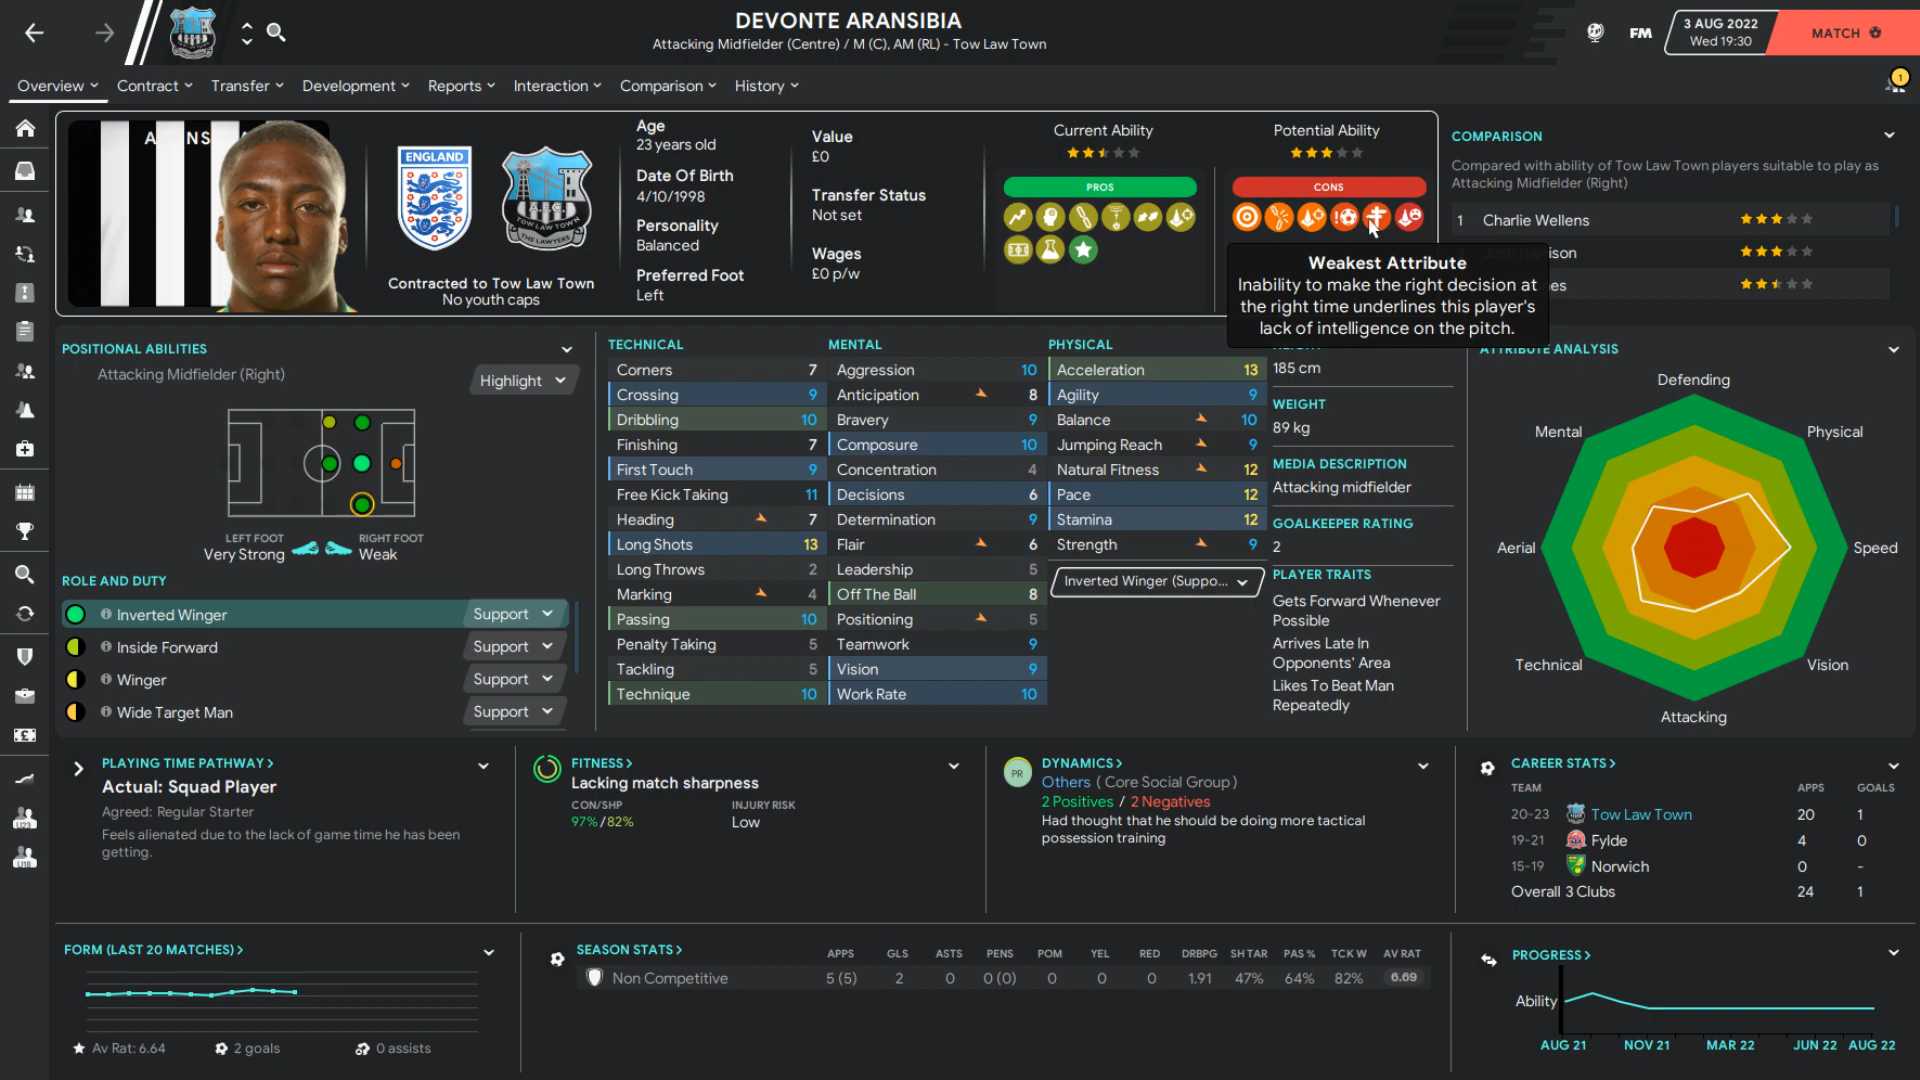 DEVONTE ARANSIBIA
Attacking Midfielder (Centre) / M (C), AM (RL) - Tow Law Town
FM
3 AUG 2022
Wed 19:30
MATCH
1
Overview
Contract
Transfer
Development
Reports
Interaction
Comparison
History
ENGLAND
TOW LAW TOWN
THE LAWYERS
Contracted to Tow Law Town
No youth caps
Age
23 years old
Date Of Birth
4/10/1998
Personality
Balanced
Preferred Foot
Left
Value
£0
Transfer Status
Not set
Wages
£0 p/w
Current Ability
PROS
Potential Ability
CONS
Weakest Attribute
Inability to make the right decision at
the right time underlines this player's
lack of intelligence on the pitch.
COMPARISON
Compared with ability of Tow Law Town players suitable to play as
Attacking Midfielder (Right)
1 Charlie Wellens
POSITIONAL ABILITIES
Attacking Midfielder (Right)
Highlight
LEFT FOOT
Very Strong
RIGHT FOOT
Weak
ROLE AND DUTY
Inverted Winger Support
Inside Forward Support
Winger Support
Wide Target Man Support
TECHNICAL
Corners 7
Crossing 9
Dribbling 10
Finishing 7
First Touch 9
Free Kick Taking 11
Heading 7
Long Shots 13
Long Throws 2
Marking 4
Passing 10
Penalty Taking 5
Tackling 5
Technique 10
MENTAL
Aggression 10
Anticipation 8
Bravery 9
Composure 10
Concentration 4
Decisions 6
Determination 9
Flair 6
Leadership 5
Off The Ball 8
Positioning 5
Teamwork 9
Vision 9
Work Rate 10
PHYSICAL
Acceleration 13
Agility 9
Balance 10
Jumping Reach 9
Natural Fitness 12
Pace 12
Stamina 12
Strength 9
Inverted Winger (Suppo...
185 cm
WEIGHT
89 kg
MEDIA DESCRIPTION
Attacking midfielder
GOALKEEPER RATING
2
PLAYER TRAITS
Gets Forward Whenever
Possible
Arrives Late In
Opponents' Area
Likes To Beat Man
Repeatedly
ATTRIBUTE ANALYSIS
Defending
Physical
Speed
Vision
Attacking
Technical
Aerial
Mental
PLAYING TIME PATHWAY >
Actual: Squad Player
Agreed: Regular Starter
Feels alienated due to the lack of game time he has been
getting.
FITNESS >
Lacking match sharpness
CON/SHP
97%/82%
INJURY RISK
Low
PR
DYNAMICS >
Others ( Core Social Group )
2 Positives / 2 Negatives
Had thought that he should be doing more tactical
possession training
CAREER STATS >
TEAM APPS GOALS
20-23 Tow Law Town 20 1
19-21 Fylde 4 0
15-19 Norwich 0 -
Overall 3 Clubs 24 1
FORM (LAST 20 MATCHES) >
Av Rat: 6.64
2 goals
0 assists
SEASON STATS >
APPS GLS ASTS PENS POM YEL RED DRBPG SH TAR PAS % TCK W AV RAT
Non Competitive 5 (5) 2 0 0 (0) 0 0 0 1.91 47% 64% 82% 6.69
PROGRESS >
Ability
AUG 21 NOV 21 MAR 22 JUN 22 AUG 22
U23
U18